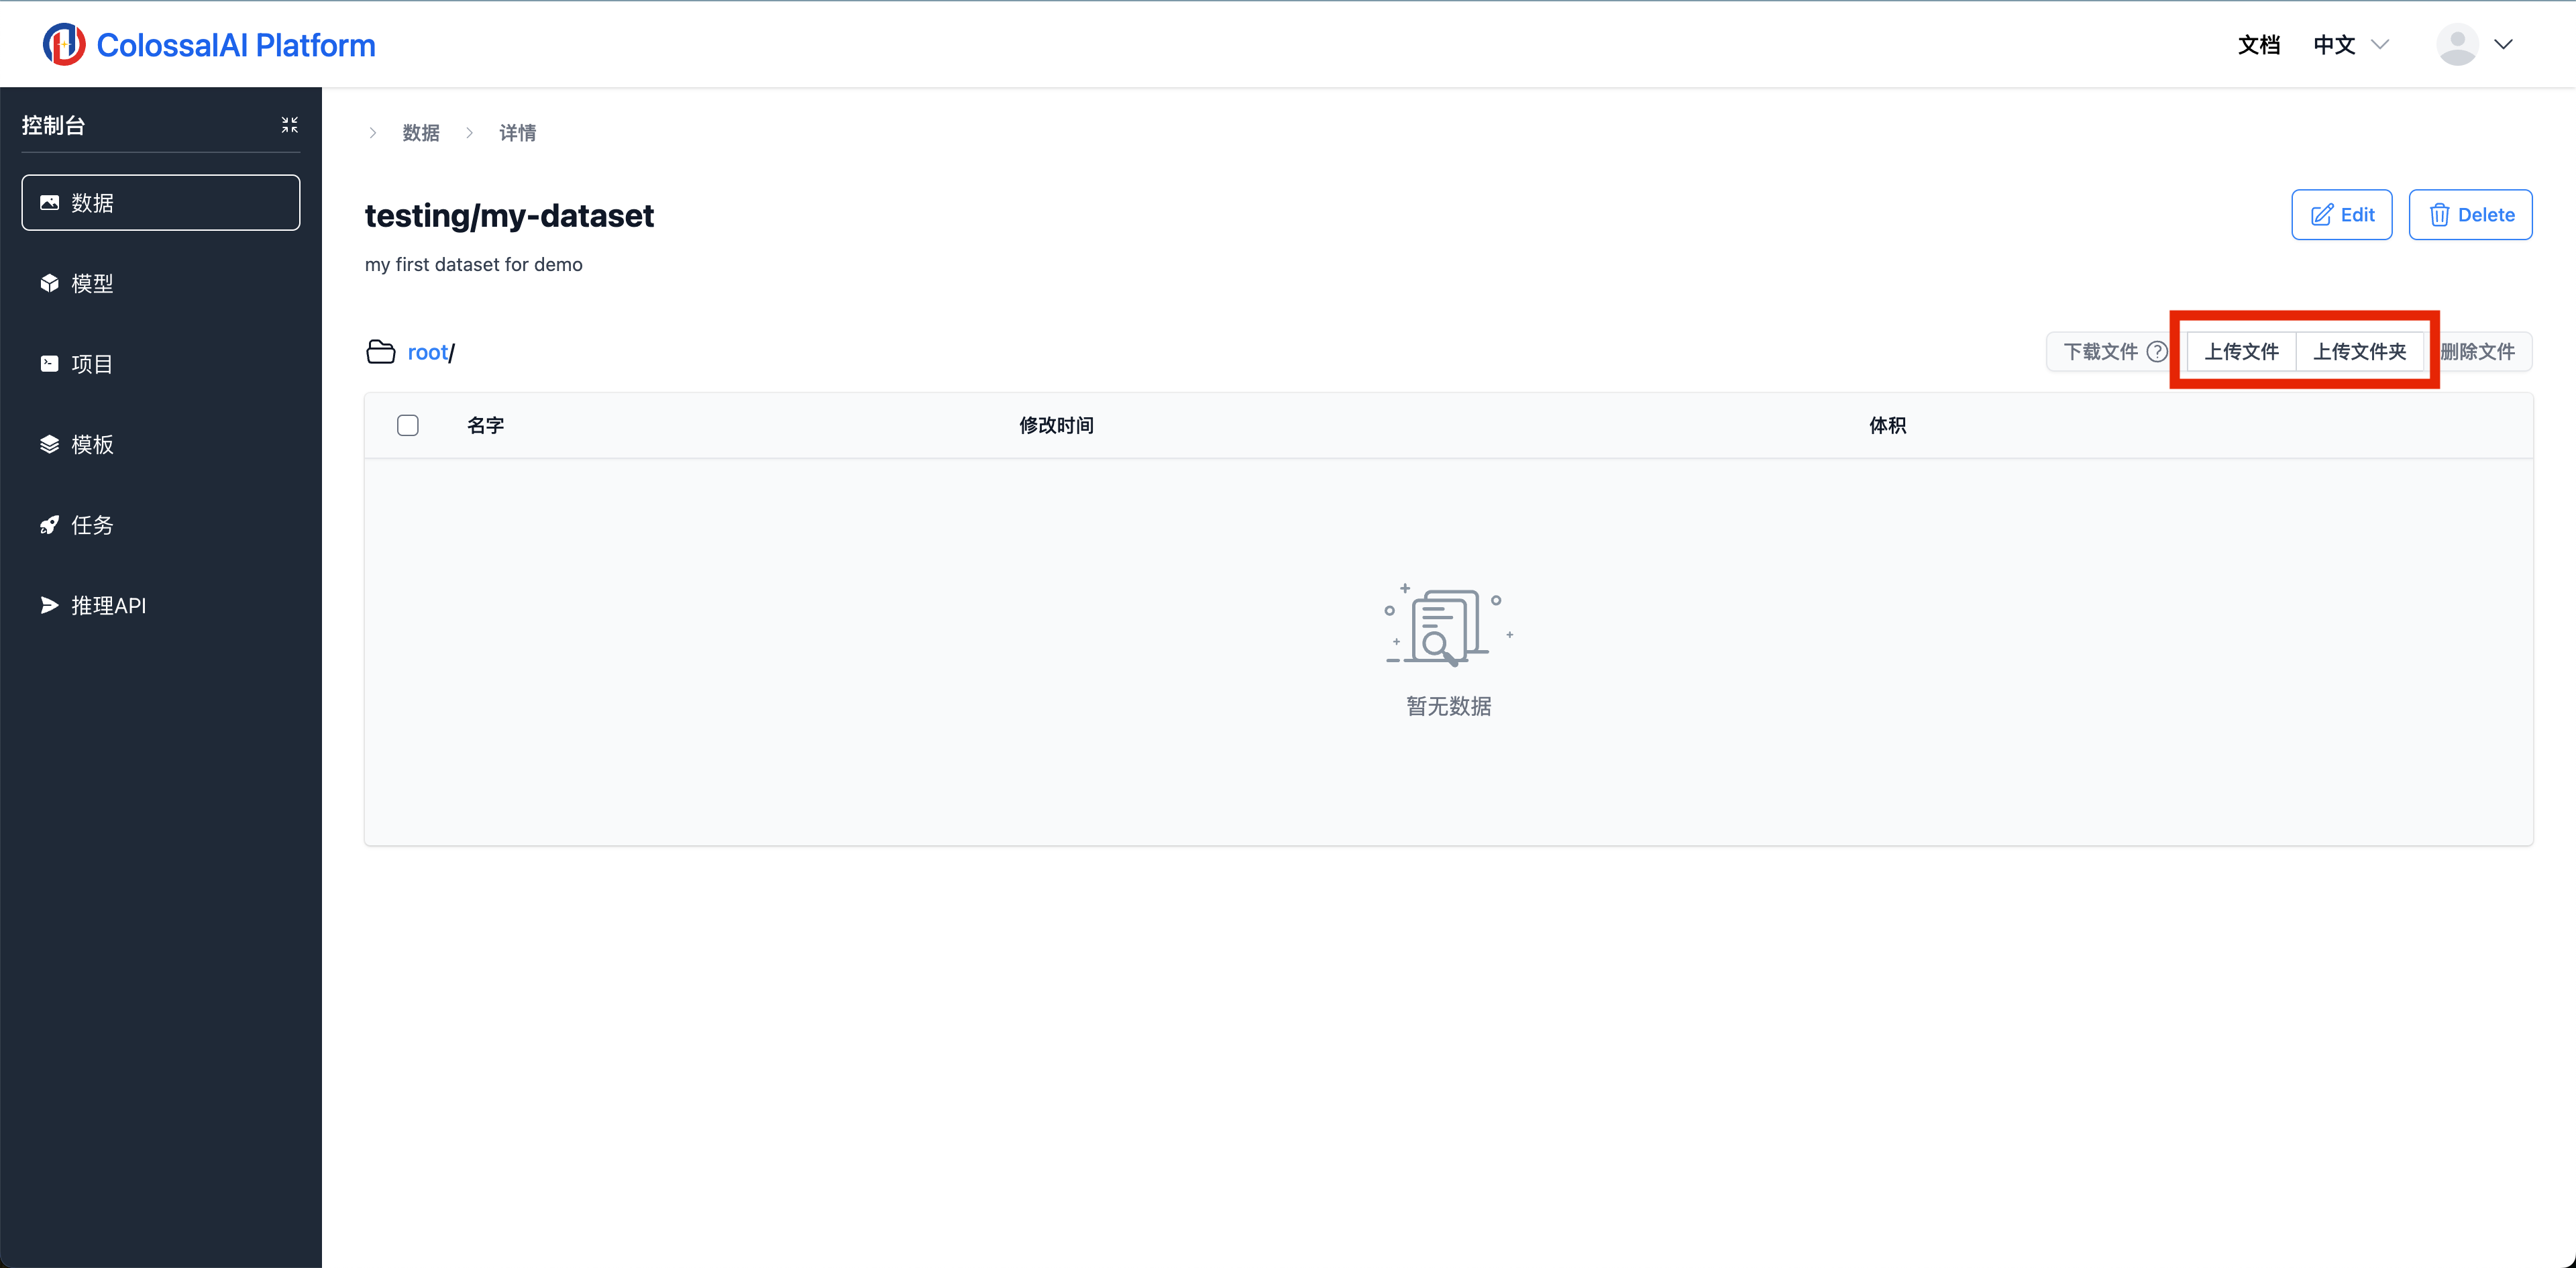 ColossalAI Platform
文档
中文
控制台
数据
模型
项目
模板
任务
推理API
数据
详情
testing/my-dataset
Edit
Delete
my first dataset for demo
root/
下载文件
上传文件
上传文件夹
删除文件
名字
修改时间
体积
暂无数据